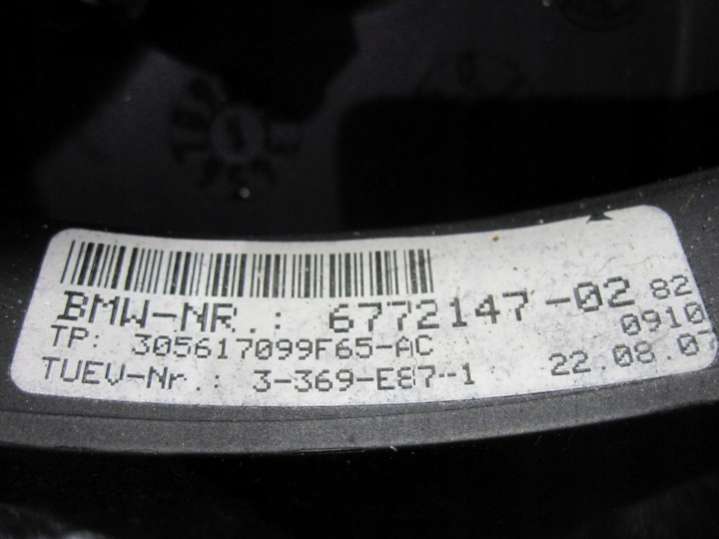 BMW-NR.: 6772147-02 82
TP: 305617099F65-AC 0910
TUEV-Nr.: 3-369-E87-1 22.08.07